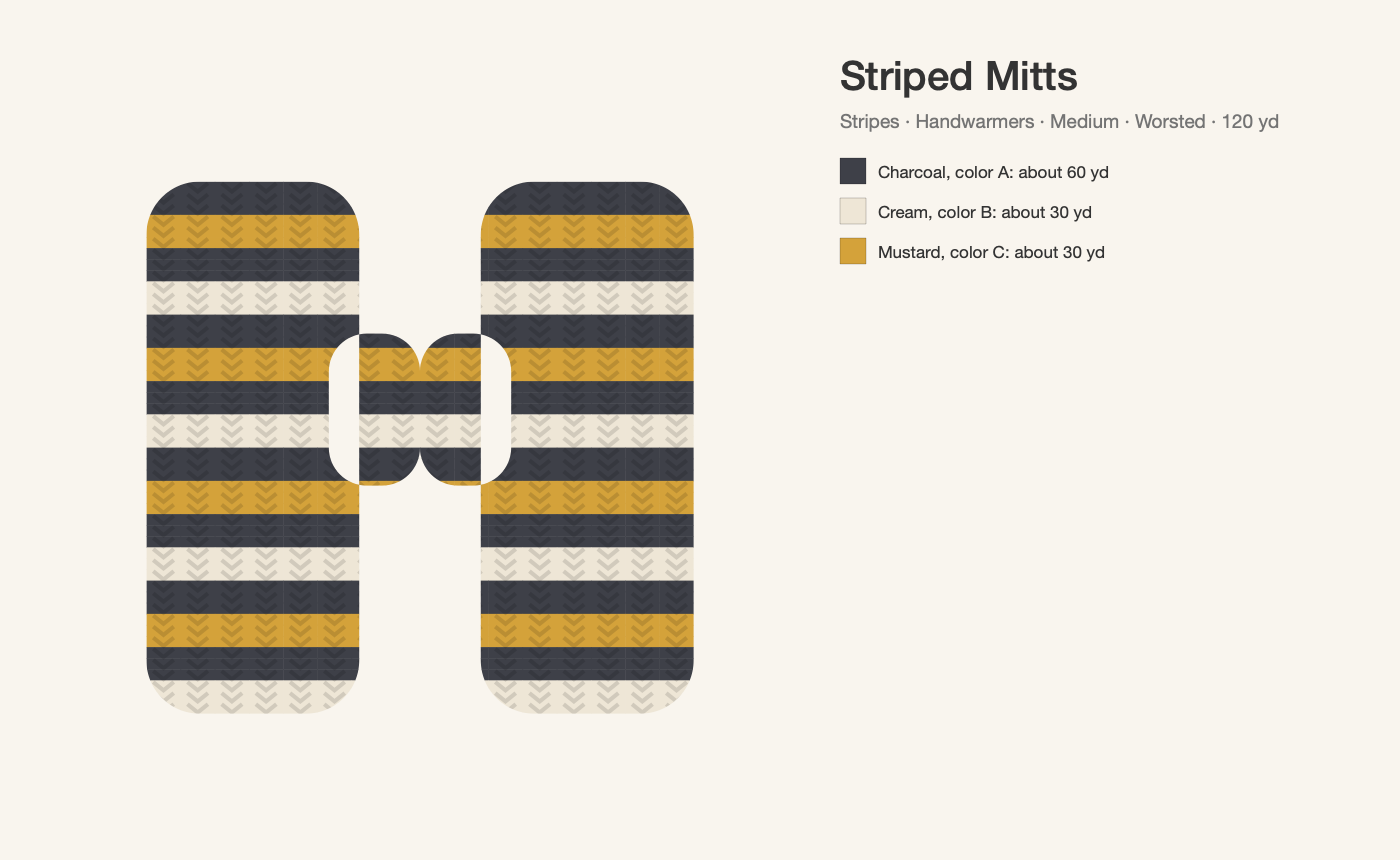 Striped Mitts
Stripes · Handwarmers · Medium · Worsted · 120 yd
Charcoal, color A: about 60 yd
Cream, color B: about 30 yd
Mustard, color C: about 30 yd